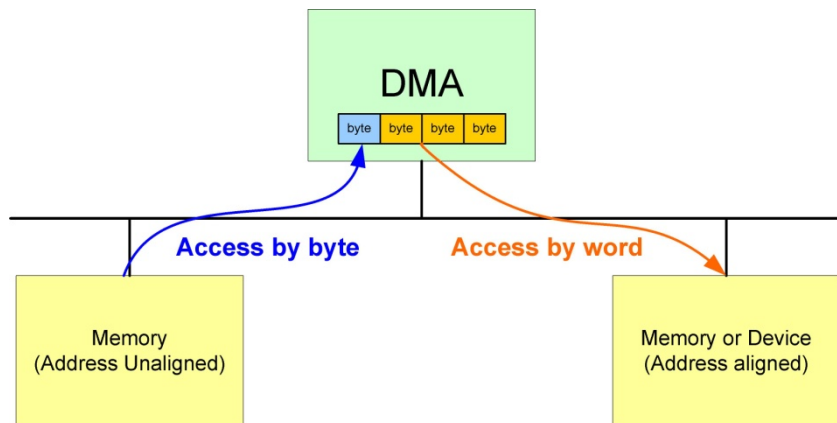 DMA
byte byte byte byte
Access by byte
Access by word
Memory
(Address Unaligned)
Memory or Device
(Address aligned)